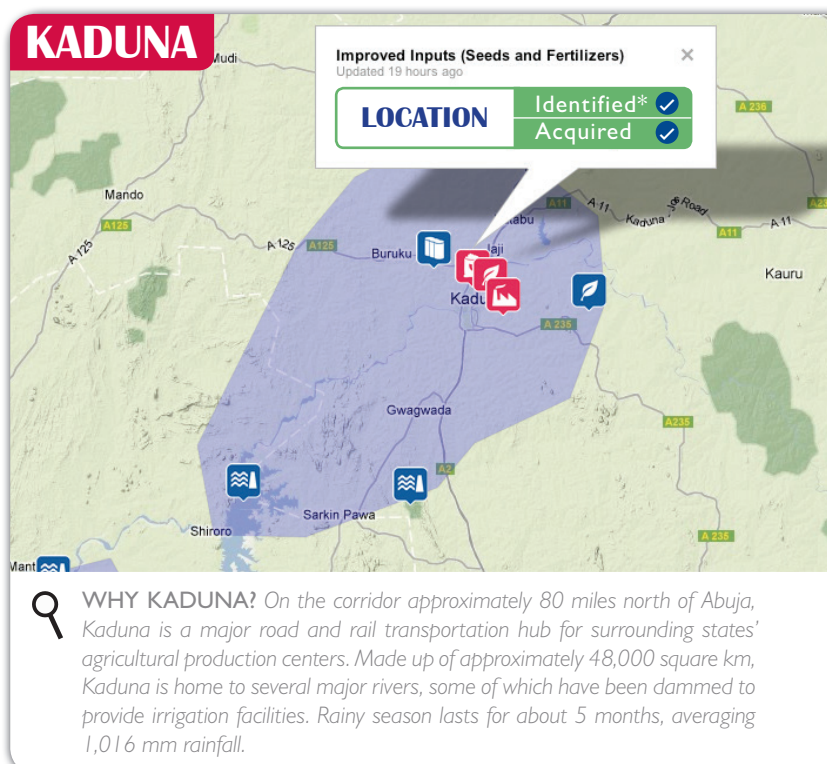 KADUNA
Improved Inputs (Seeds and Fertilizers)
Updated 19 hours ago
LOCATION
Identified*
Acquired
Mudi
A 236
Mando
A125
A 125
A 125
A125
Buruku
A11
A 11
Kaduna
Road
A 11
A11
Kauru
A 235
Gwagwada
A235
A2
Sarkin Pawa
Shiroro
A 235
WHY KADUNA? On the corridor approximately 80 miles north of Abuja,
Kaduna is a major road and rail transportation hub for surrounding states’
agricultural production centers. Made up of approximately 48,000 square km,
Kaduna is home to several major rivers, some of which have been dammed to
provide irrigation facilities. Rainy season lasts for about 5 months, averaging
1,016 mm rainfall.